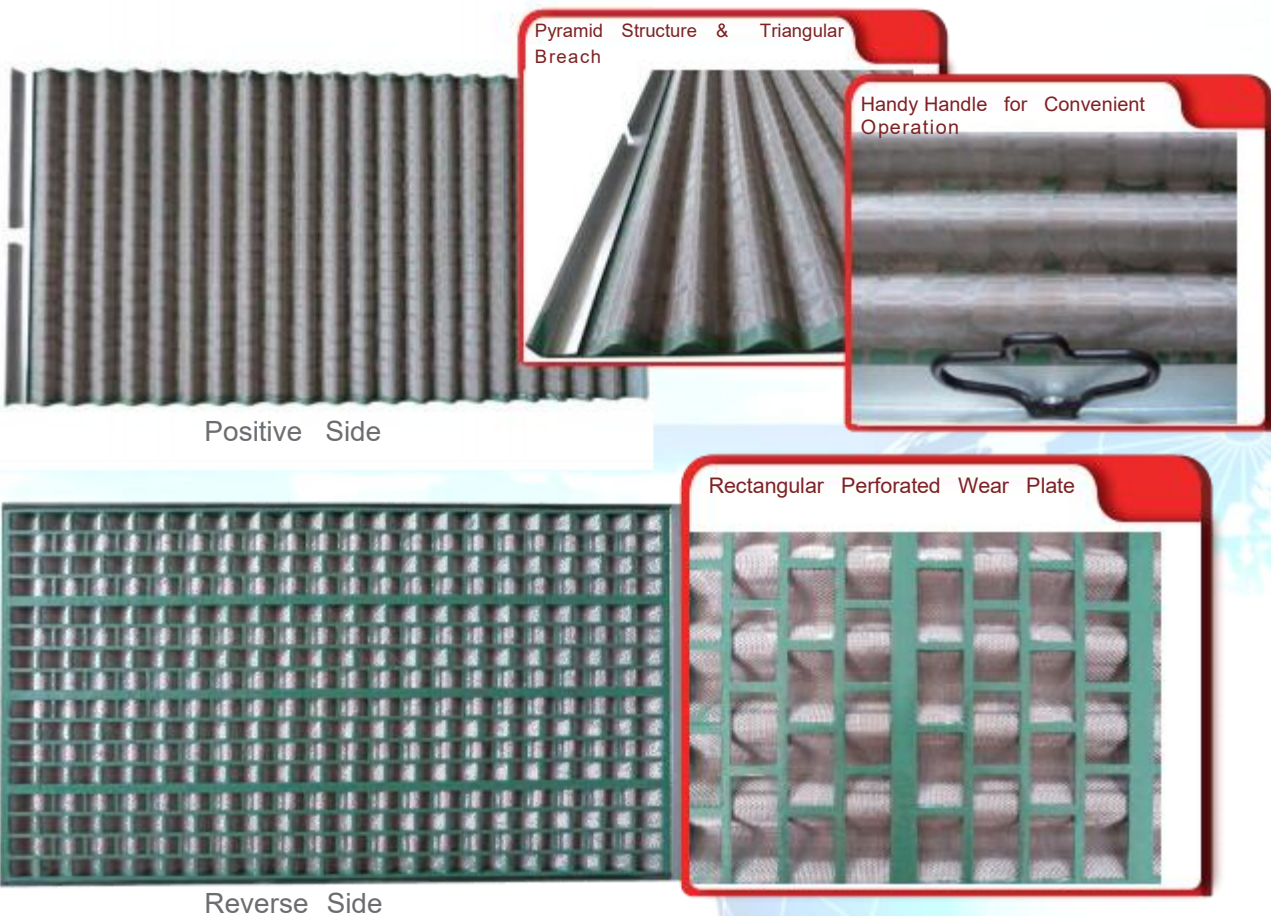 Pyramid Structure & Triangular
Breach
Handy Handle for Convenient
Operation
Positive Side
Rectangular Perforated Wear Plate
Reverse Side